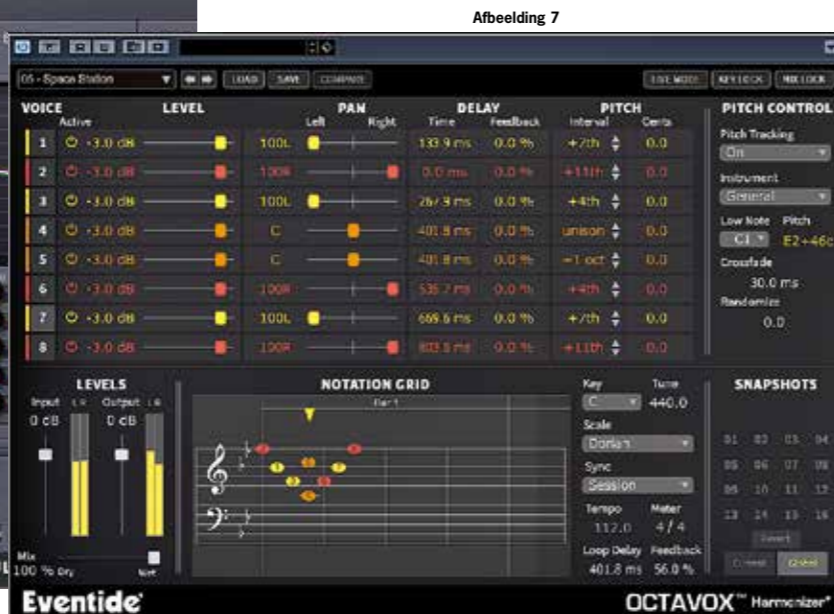 Afbeelding 7
05 - Space Station LOAD SAVE COMPARE LIVE MODE KEY LOCK MIX LOCK
VOICE LEVEL PAN DELAY PITCH PITCH CONTROL
Active Left Right Time Feedback Interval Cents
1 -3.0 dB 100L 133.9 ms 0.0 % +7th 0.0
2 -3.0 dB 100R 0.0 ms 0.0 % +11th 0.0
3 -3.0 dB 100L 267.9 ms 0.0 % +4th 0.0
4 -3.0 dB C 401.8 ms 0.0 % unison 0.0
5 -3.0 dB C 401.8 ms 0.0 % 0.0
6 -3.0 dB 100R 535.7 ms 0.0 % +4th 0.0
7 -3.0 dB 100L 669.6 ms 0.0 % +7th 0.0
8 -3.0 dB 100R 803.6 ms 0.0 % +11th 0.0
Pitch Tracking
On
Instrument
General
Low Note Pitch
C1 E2+46c
Crossfade
30.0 ms
Randomize
0.0
LEVELS
Input L R Output L R
0 dB 0 dB
Mix
100 % Dry Wet
NOTATION GRID
Bar 1
Key Tune
C 440.0
Scale
Dorian
Sync
Session
Tempo Meter
112.0 4/4
Loop Delay Feedback
401.8 ms 56.0 %
SNAPSHOTS
01 02 03 04
05 06 07 08
09 10 11 12
13 14 15 16
Eventide OCTAVOX™ Harmonizer®